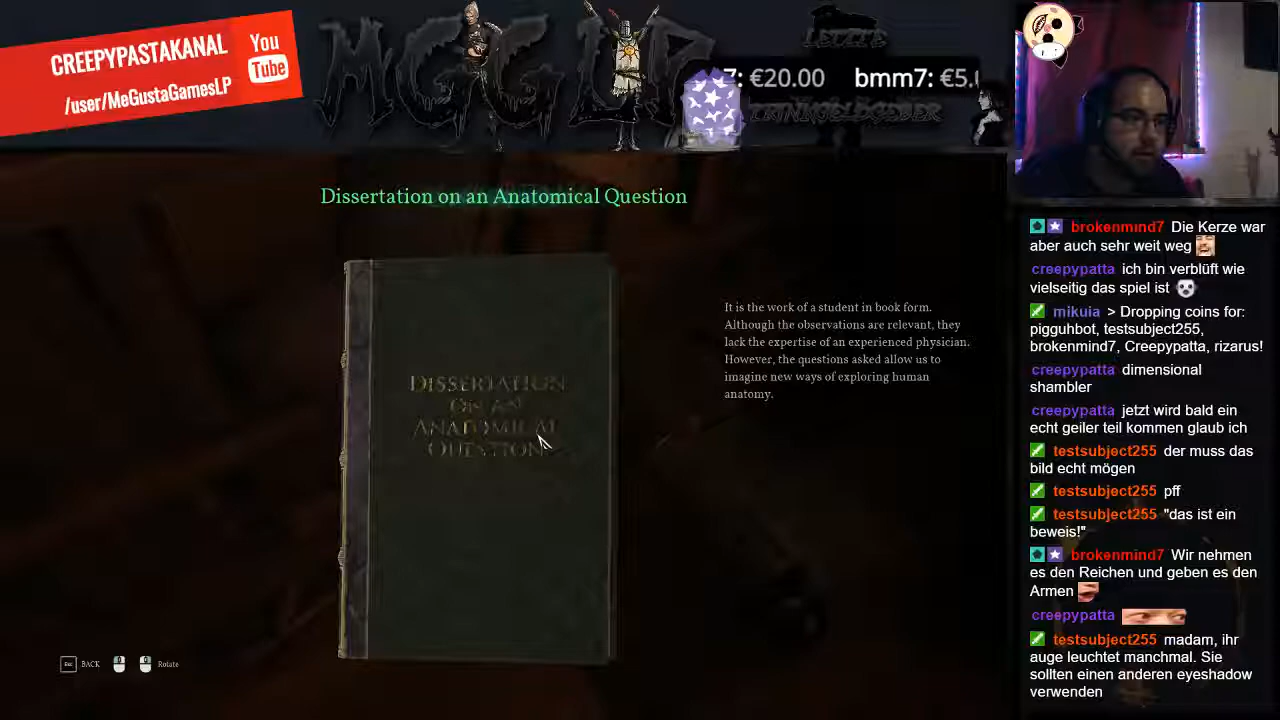 CREEPYPASTAKANAL
You
Tube
/user/MeGustaGamesLP
MGGLP
LETZTE
7: €20.00 bmm7: €5.
TRINKGELDGEBER
Dissertation on an Anatomical Question
DISSERTATION
ON AN
ANATOMICAL
QUESTION
It is the work of a student in book form.
Although the observations are relevant, they
lack the expertise of an experienced physician.
However, the questions asked allow us to
imagine new ways of exploring human
anatomy.
Esc BACK Rotate
brokenmind7 Die Kerze war
aber auch sehr weit weg
creepypatta ich bin verblüft wie
vielseitig das spiel ist
mikuia > Dropping coins for:
pigguhbot, testsubject255,
brokenmind7, Creepypatta, rizarus!
creepypatta dimensional
shambler
creepypatta jetzt wird bald ein
echt geiler teil kommen glaub ich
testsubject255 der muss das
bild echt mögen
testsubject255 pff
testsubject255 "das ist ein
beweis!"
brokenmind7 Wir nehmen
es den Reichen und geben es den
Armen
creepypatta
testsubject255 madam, ihr
auge leuchtet manchmal. Sie
sollten einen anderen eyeshadow
verwenden